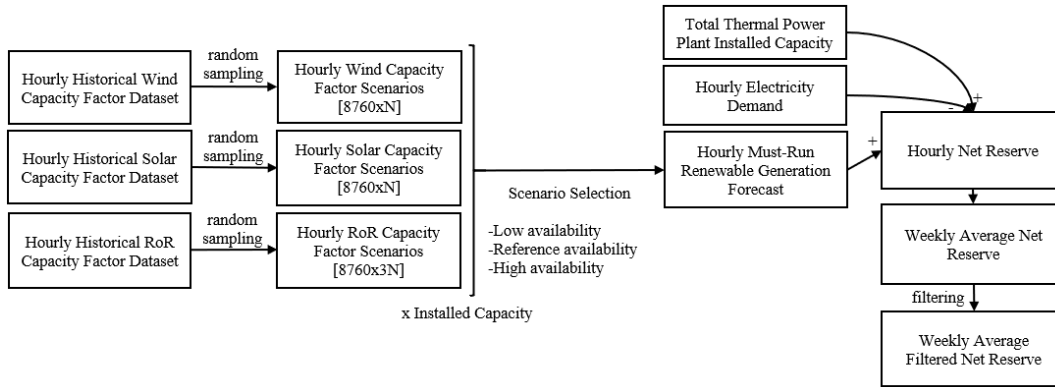 Hourly Historical Wind
Capacity Factor Dataset
random
sampling
Hourly Wind Capacity
Factor Scenarios
[8760xN]
Hourly Historical Solar
Capacity Factor Dataset
random
sampling
Hourly Solar Capacity
Factor Scenarios
[8760xN]
Hourly Historical RoR
Capacity Factor Dataset
random
sampling
Hourly RoR Capacity
Factor Scenarios
[8760x3N]
x Installed Capacity
Scenario Selection
-Low availability
-Reference availability
-High availability
Total Thermal Power
Plant Installed Capacity
Hourly Electricity
Demand
Hourly Must-Run
Renewable Generation
Forecast
+
-
+
Hourly Net Reserve
Weekly Average Net
Reserve
filtering
Weekly Average
Filtered Net Reserve